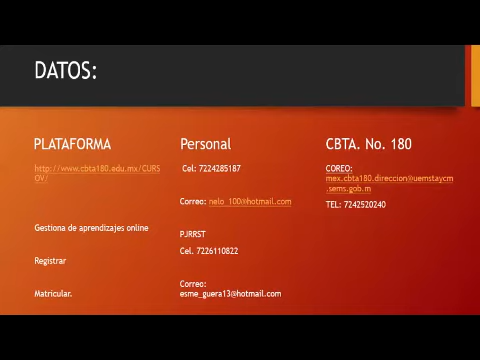 DATOS:
PLATAFORMA
http://www.cbta180.edu.mx/CURS
OV/
Gestiona de aprendizajes online
Registrar
Matricular.
Personal
Cel: 7224285187
Correo: nelo_100@hotmail.com
PJRRST
Cel. 7226110822
Correo:
esme_guera13@hotmail.com
CBTA. No. 180
COREO:
mex.cbta180.direccion@uemstaycm
.sems.gob.m
TEL: 7242520240